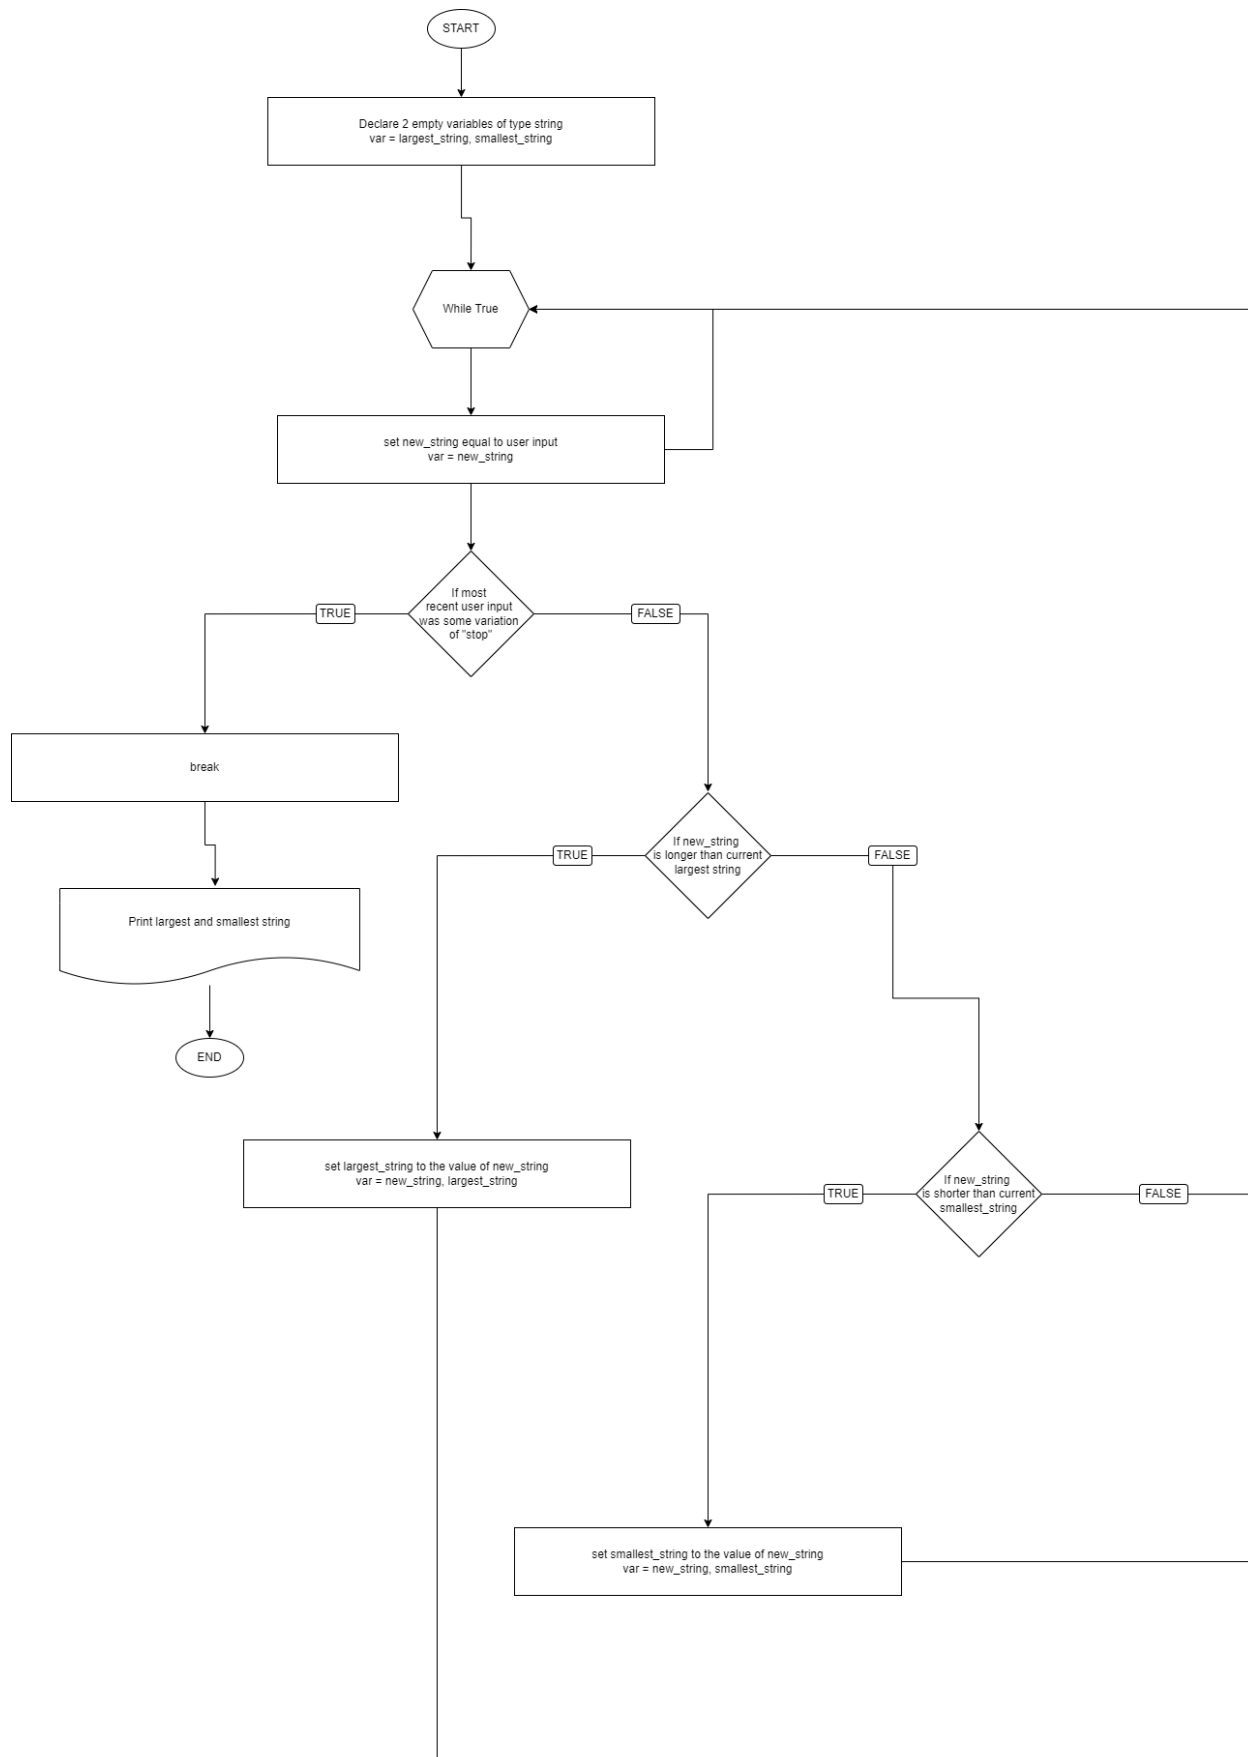 START
Declare 2 empty variables of type string
var = largest_string, smallest_string
While True
set new_string equal to user input
var = new_string
If most
recent user input
was some variation
of "stop"
TRUE
FALSE
break
If new_string
is longer than current
largest string
TRUE
FALSE
Print largest and smallest string
END
set largest_string to the value of new_string
var = new_string, largest_string
If new_string
is shorter than current
smallest_string
TRUE
FALSE
set smallest_string to the value of new_string
var = new_string, smallest_string